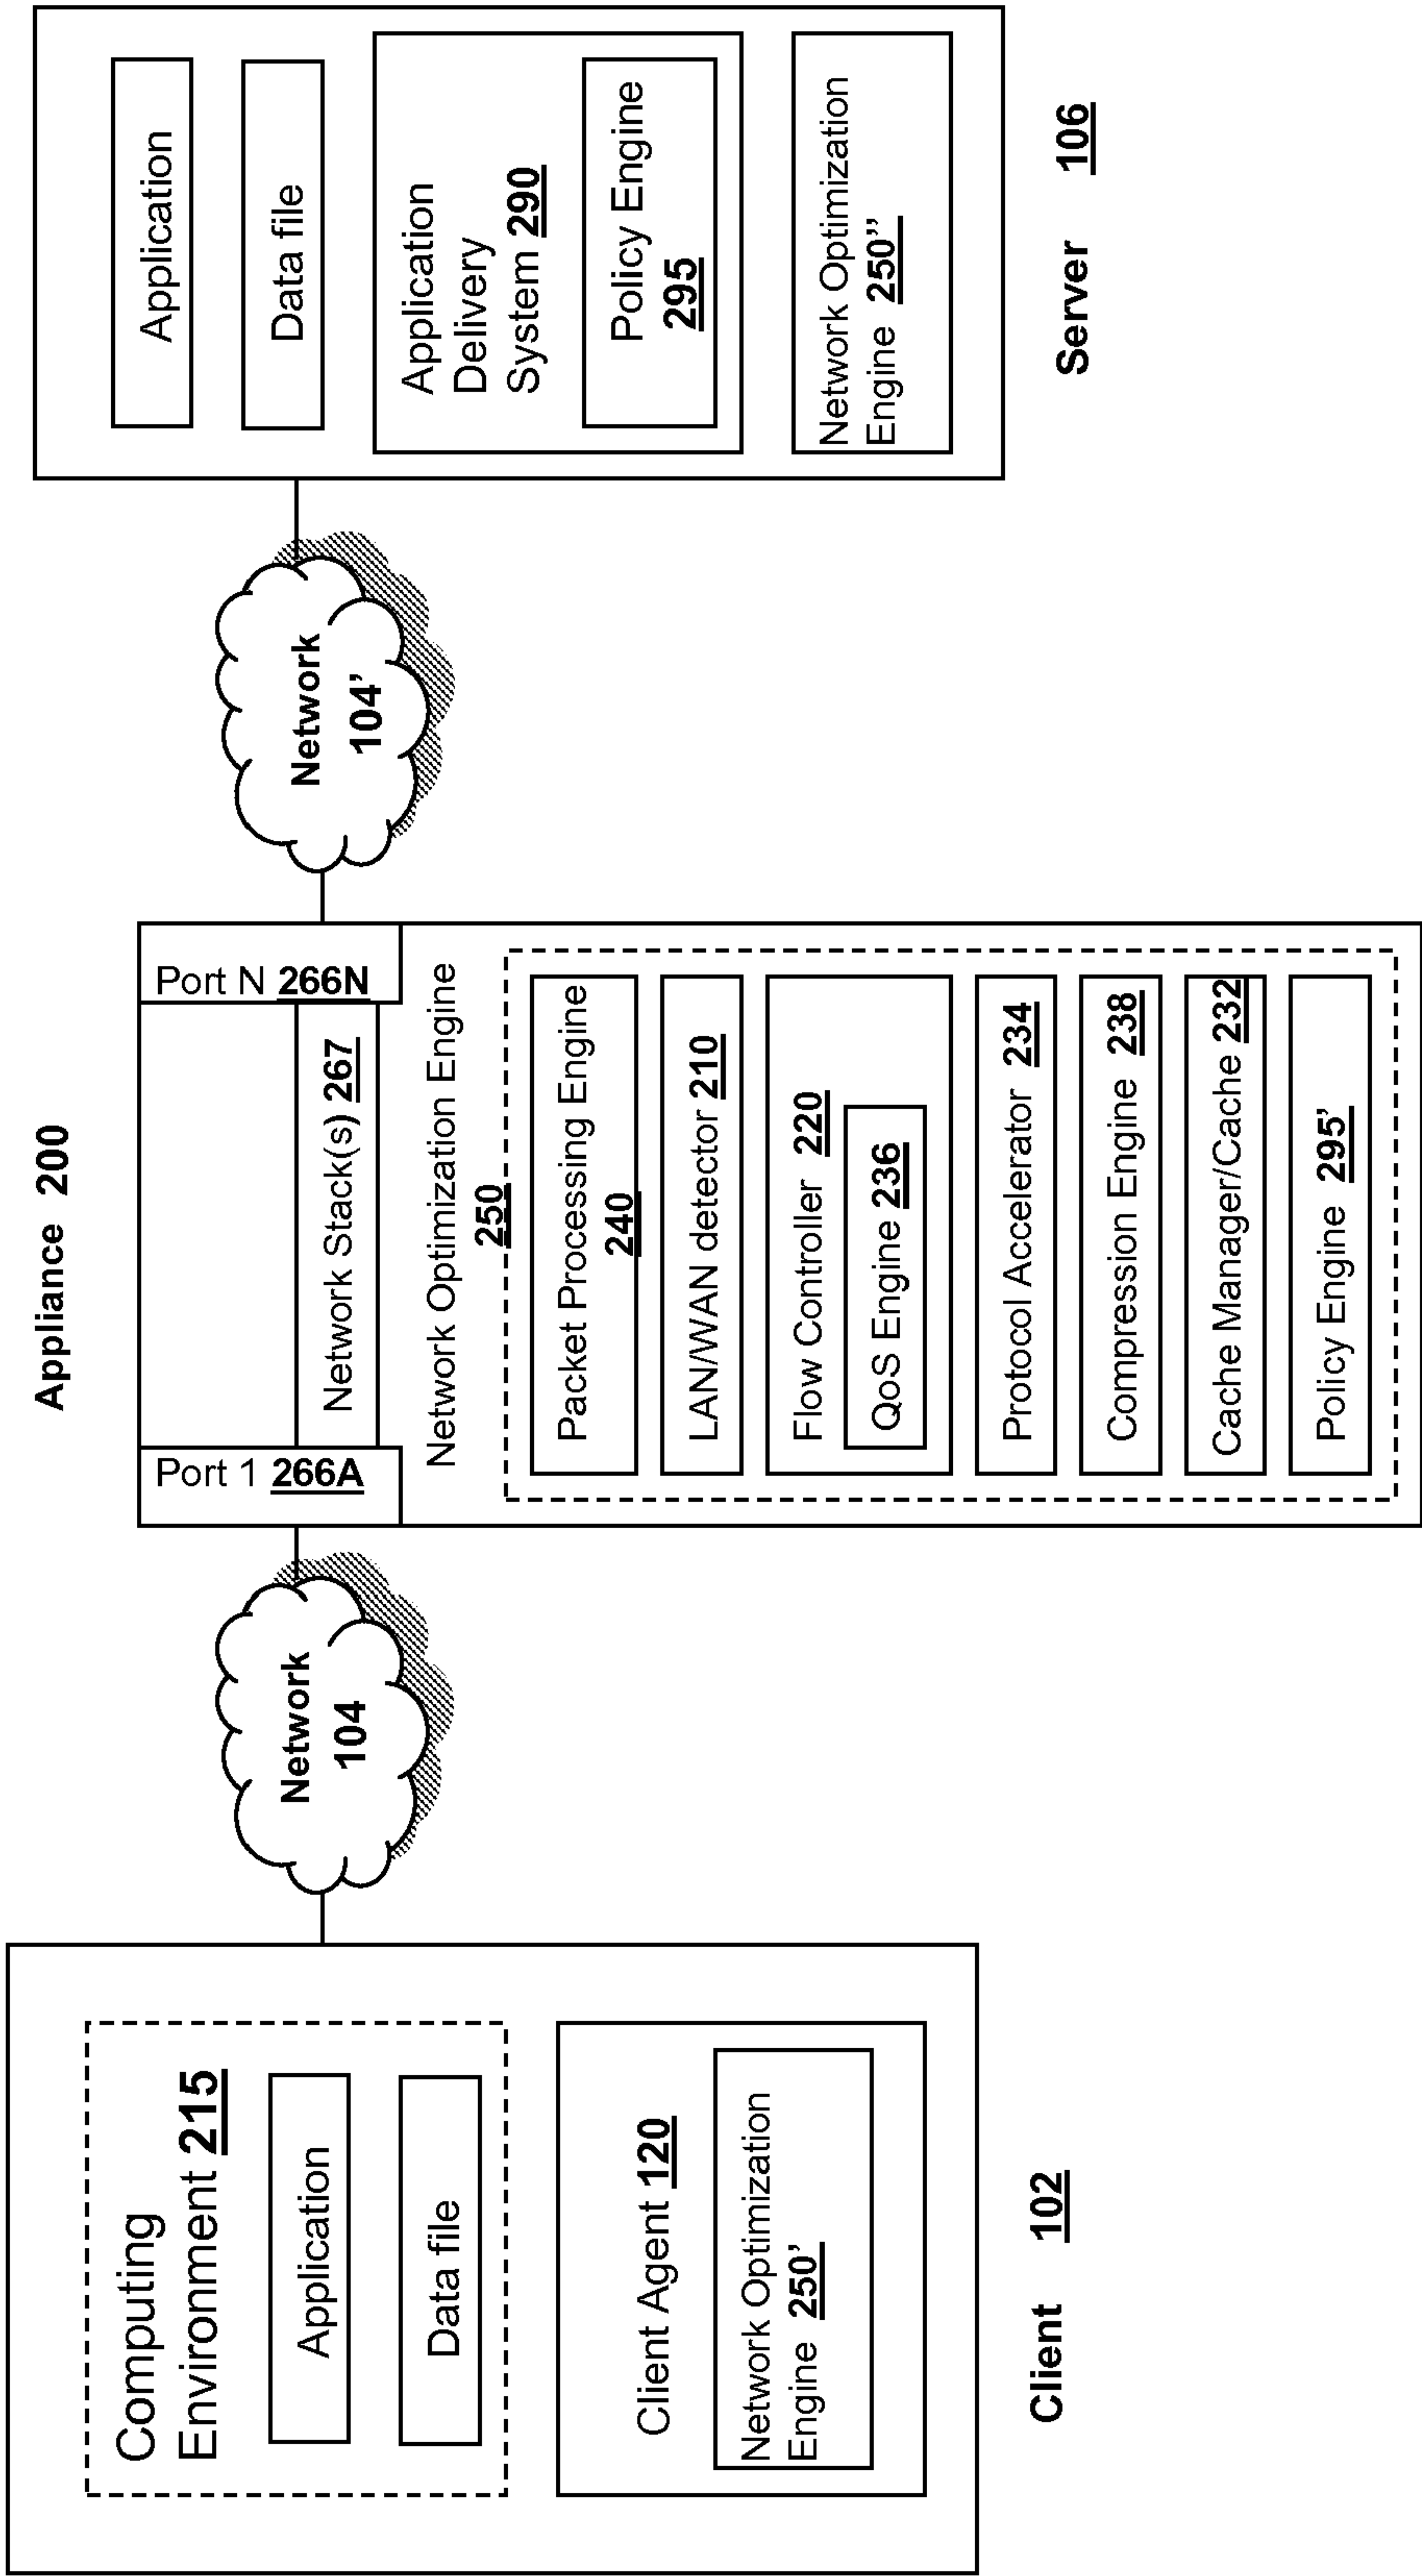 Appliance 200
Computing
Environment 215
Application
Data file
Client Agent 120
Network Optimization
Engine 250'
Client 102
Network
104
Port 1 266A
Port N 266N
Network Stack(s) 267
Network Optimization Engine
250
Packet Processing Engine
240
LAN/WAN detector 210
Flow Controller 220
QoS Engine 236
Protocol Accelerator 234
Compression Engine 238
Cache Manager/Cache 232
Policy Engine 295'
Network
104'
Application
Data file
Application
Delivery
System 290
Policy Engine
295
Network Optimization
Engine 250"
Server 106